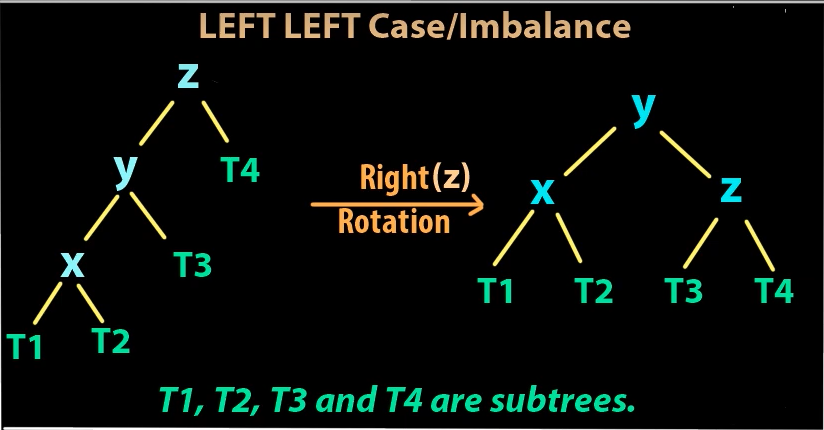 LEFT LEFT Case/Imbalance
z
y
y
T4
Right(z)
x
z
Rotation
x
T3
T1
T2
T3
T4
T1
T2
T1, T2, T3 and T4 are subtrees.